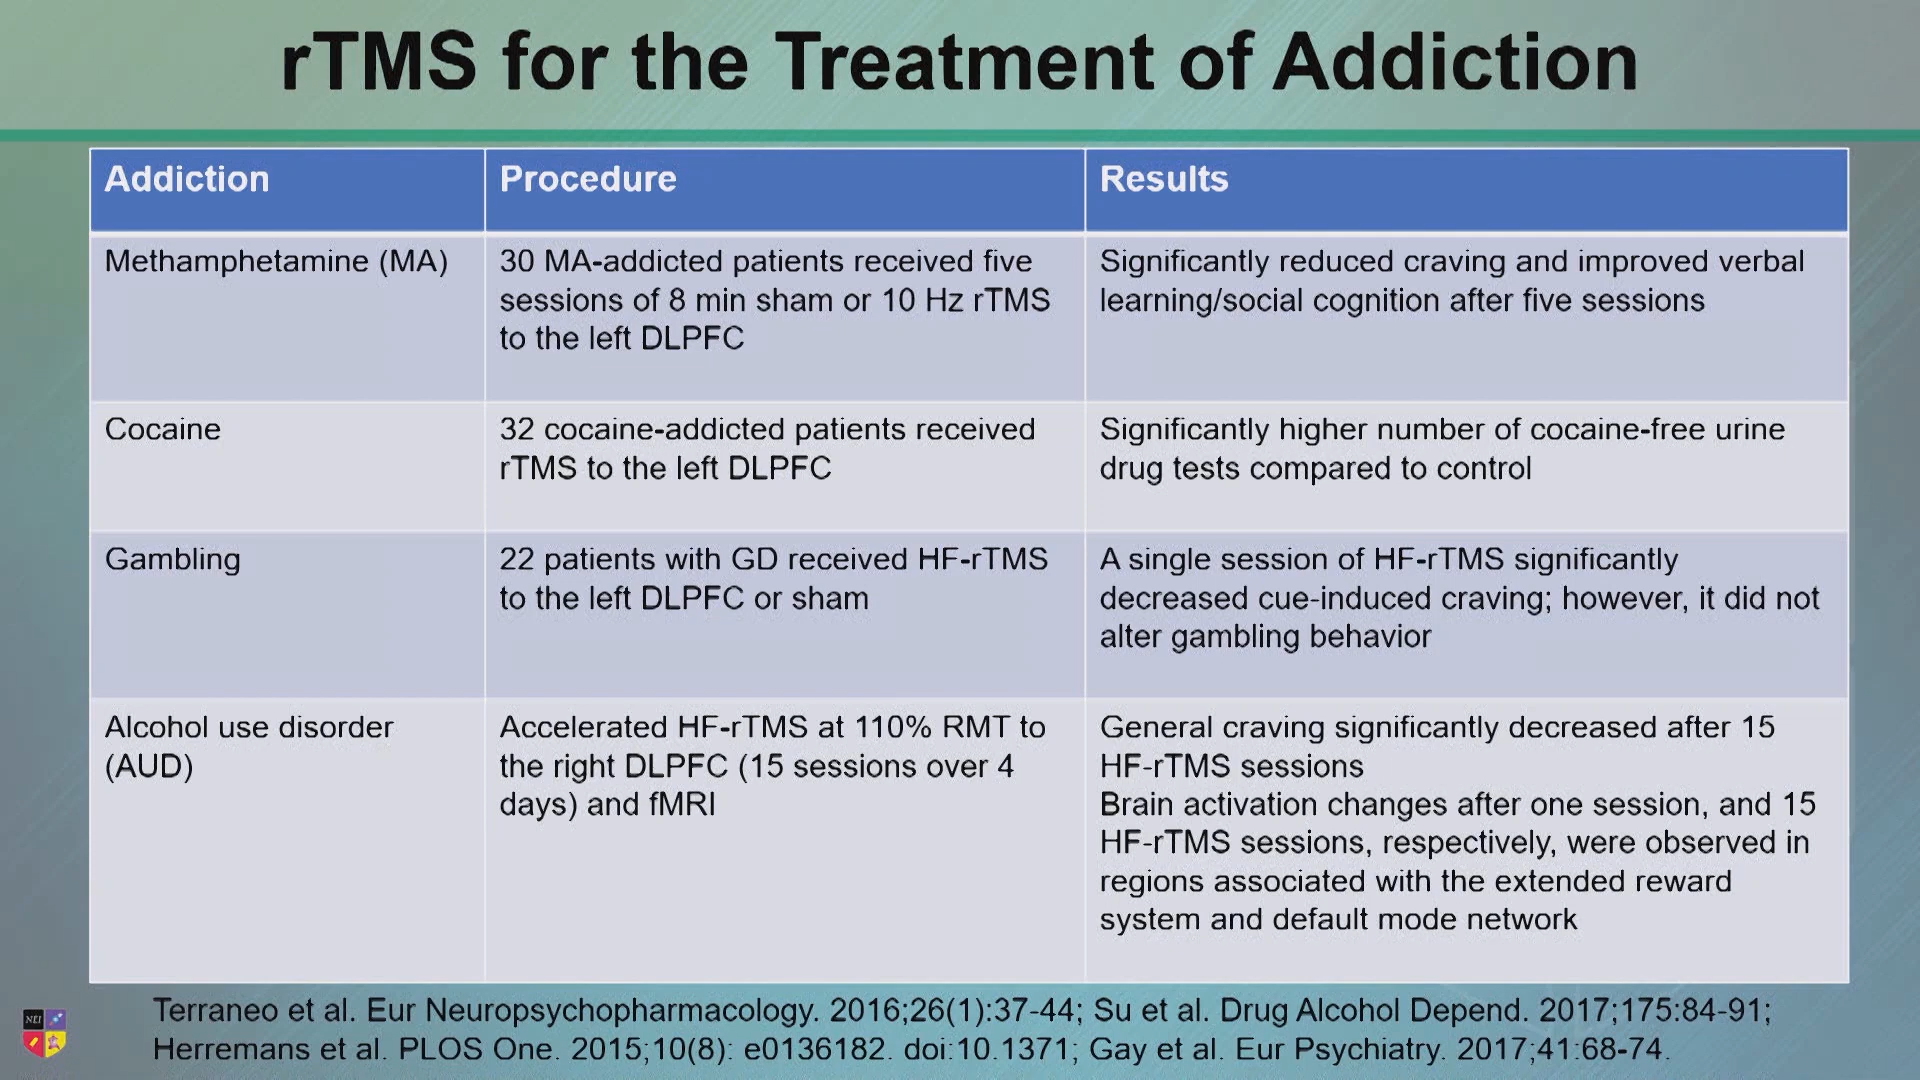 rTMS for the Treatment of Addiction
Addiction
Procedure
Results
Methamphetamine (MA)
30 MA-addicted patients received five
sessions of 8 min sham or 10 Hz rTMS
to the left DLPFC
Significantly reduced craving and improved verbal
learning/social cognition after five sessions
Cocaine
32 cocaine-addicted patients received
rTMS to the left DLPFC
Significantly higher number of cocaine-free urine
drug tests compared to control
Gambling
22 patients with GD received HF-rTMS
to the left DLPFC or sham
A single session of HF-rTMS significantly
decreased cue-induced craving; however, it did not
alter gambling behavior
Alcohol use disorder
(AUD)
Accelerated HF-rTMS at 110% RMT to
the right DLPFC (15 sessions over 4
days) and fMRI
General craving significantly decreased after 15
HF-rTMS sessions
Brain activation changes after one session, and 15
HF-rTMS sessions, respectively, were observed in
regions associated with the extended reward
system and default mode network
NEI
Terraneo et al. Eur Neuropsychopharmacology. 2016;26(1):37-44; Su et al. Drug Alcohol Depend. 2017;175:84-91;
Herremans et al. PLOS One. 2015;10(8): e0136182. doi:10.1371; Gay et al. Eur Psychiatry. 2017;41:68-74.